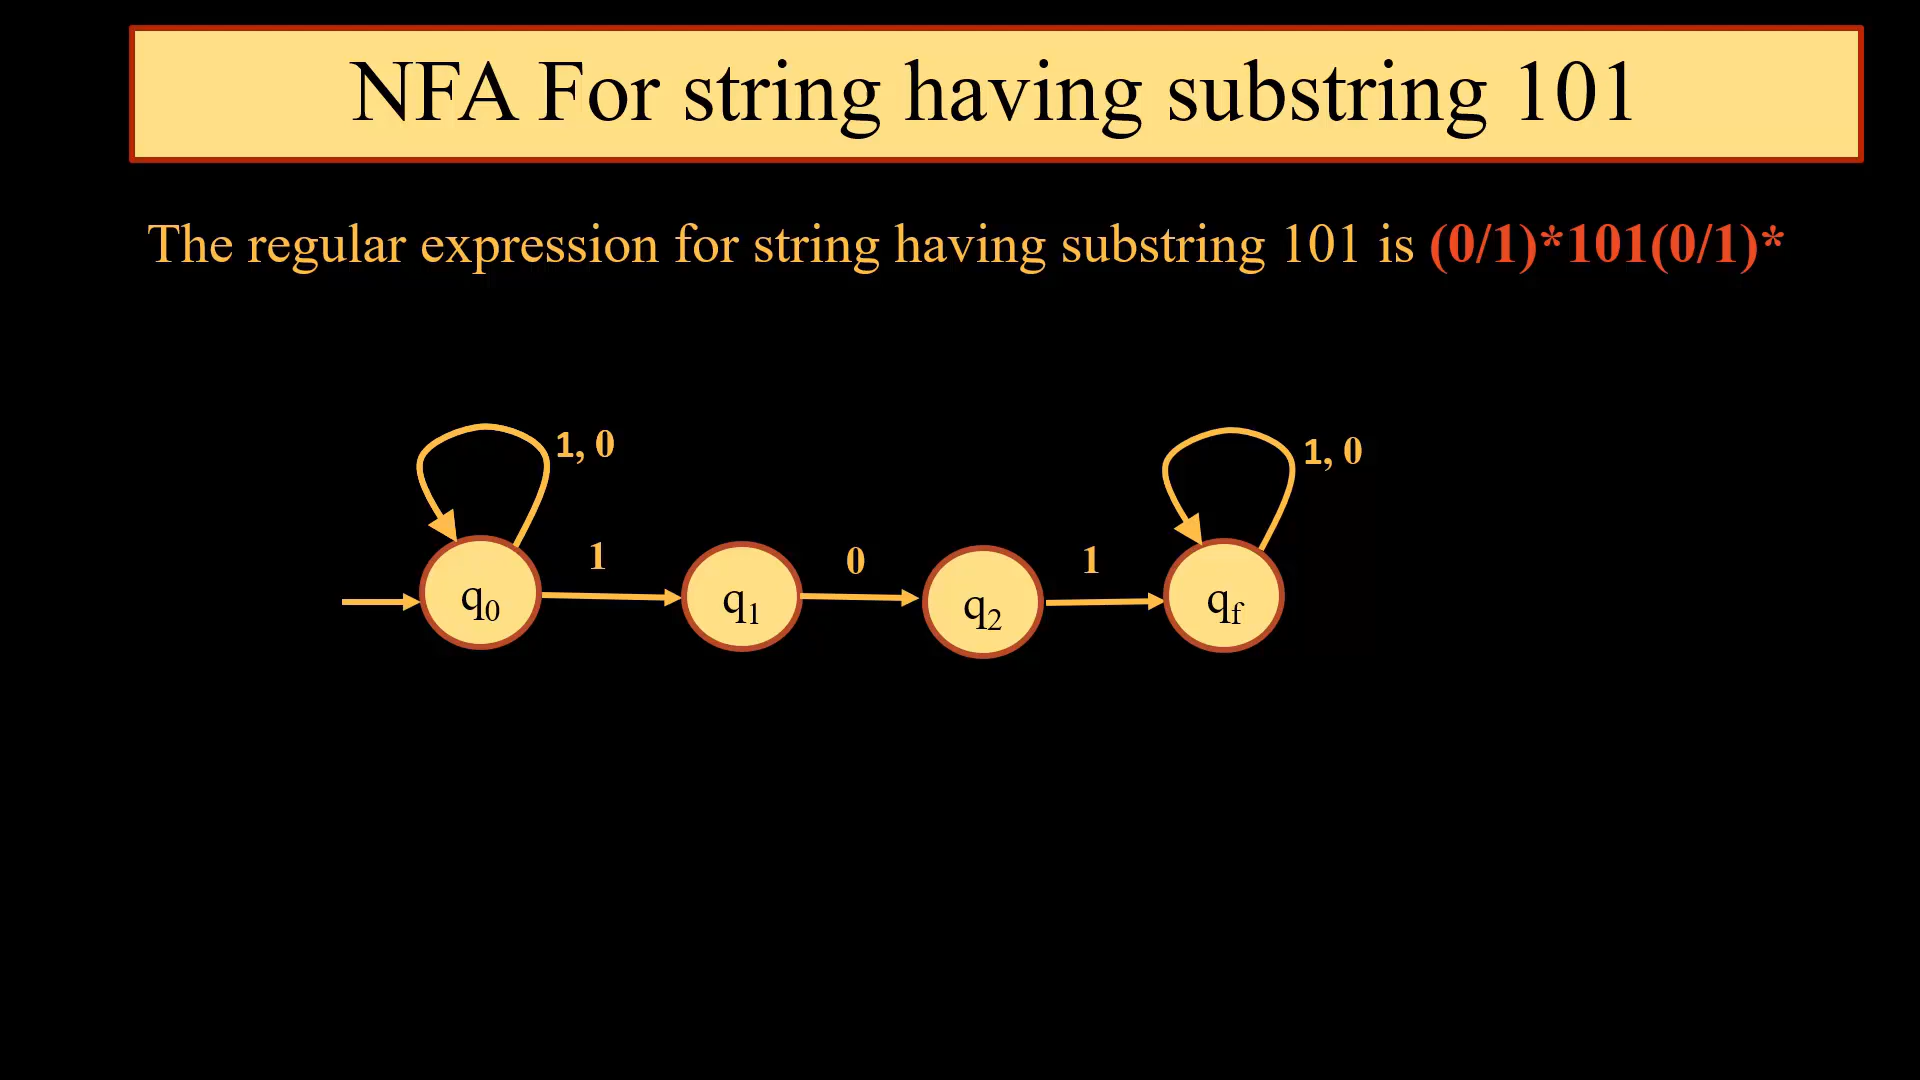 NFA For string having substring 101
The regular expression for string having substring 101 is (0/1)*101(0/1)*
1, 0
1, 0
1
0
1
q0
q1
q2
qf